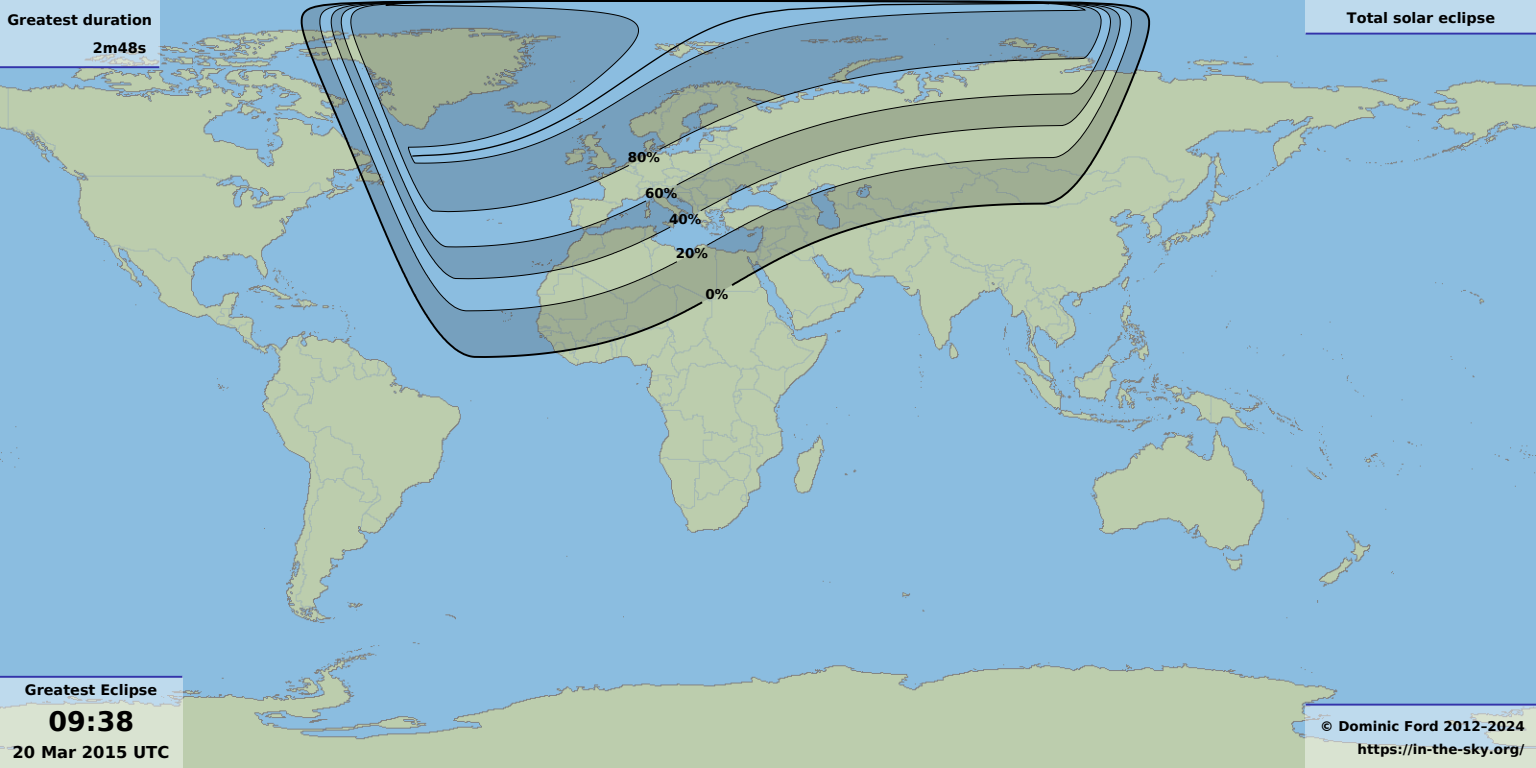 Greatest duration
2m48s
Total solar eclipse
80%
60%
40%
20%
0%
Greatest Eclipse
09:38
20 Mar 2015 UTC
© Dominic Ford 2012–2024
https://in-the-sky.org/